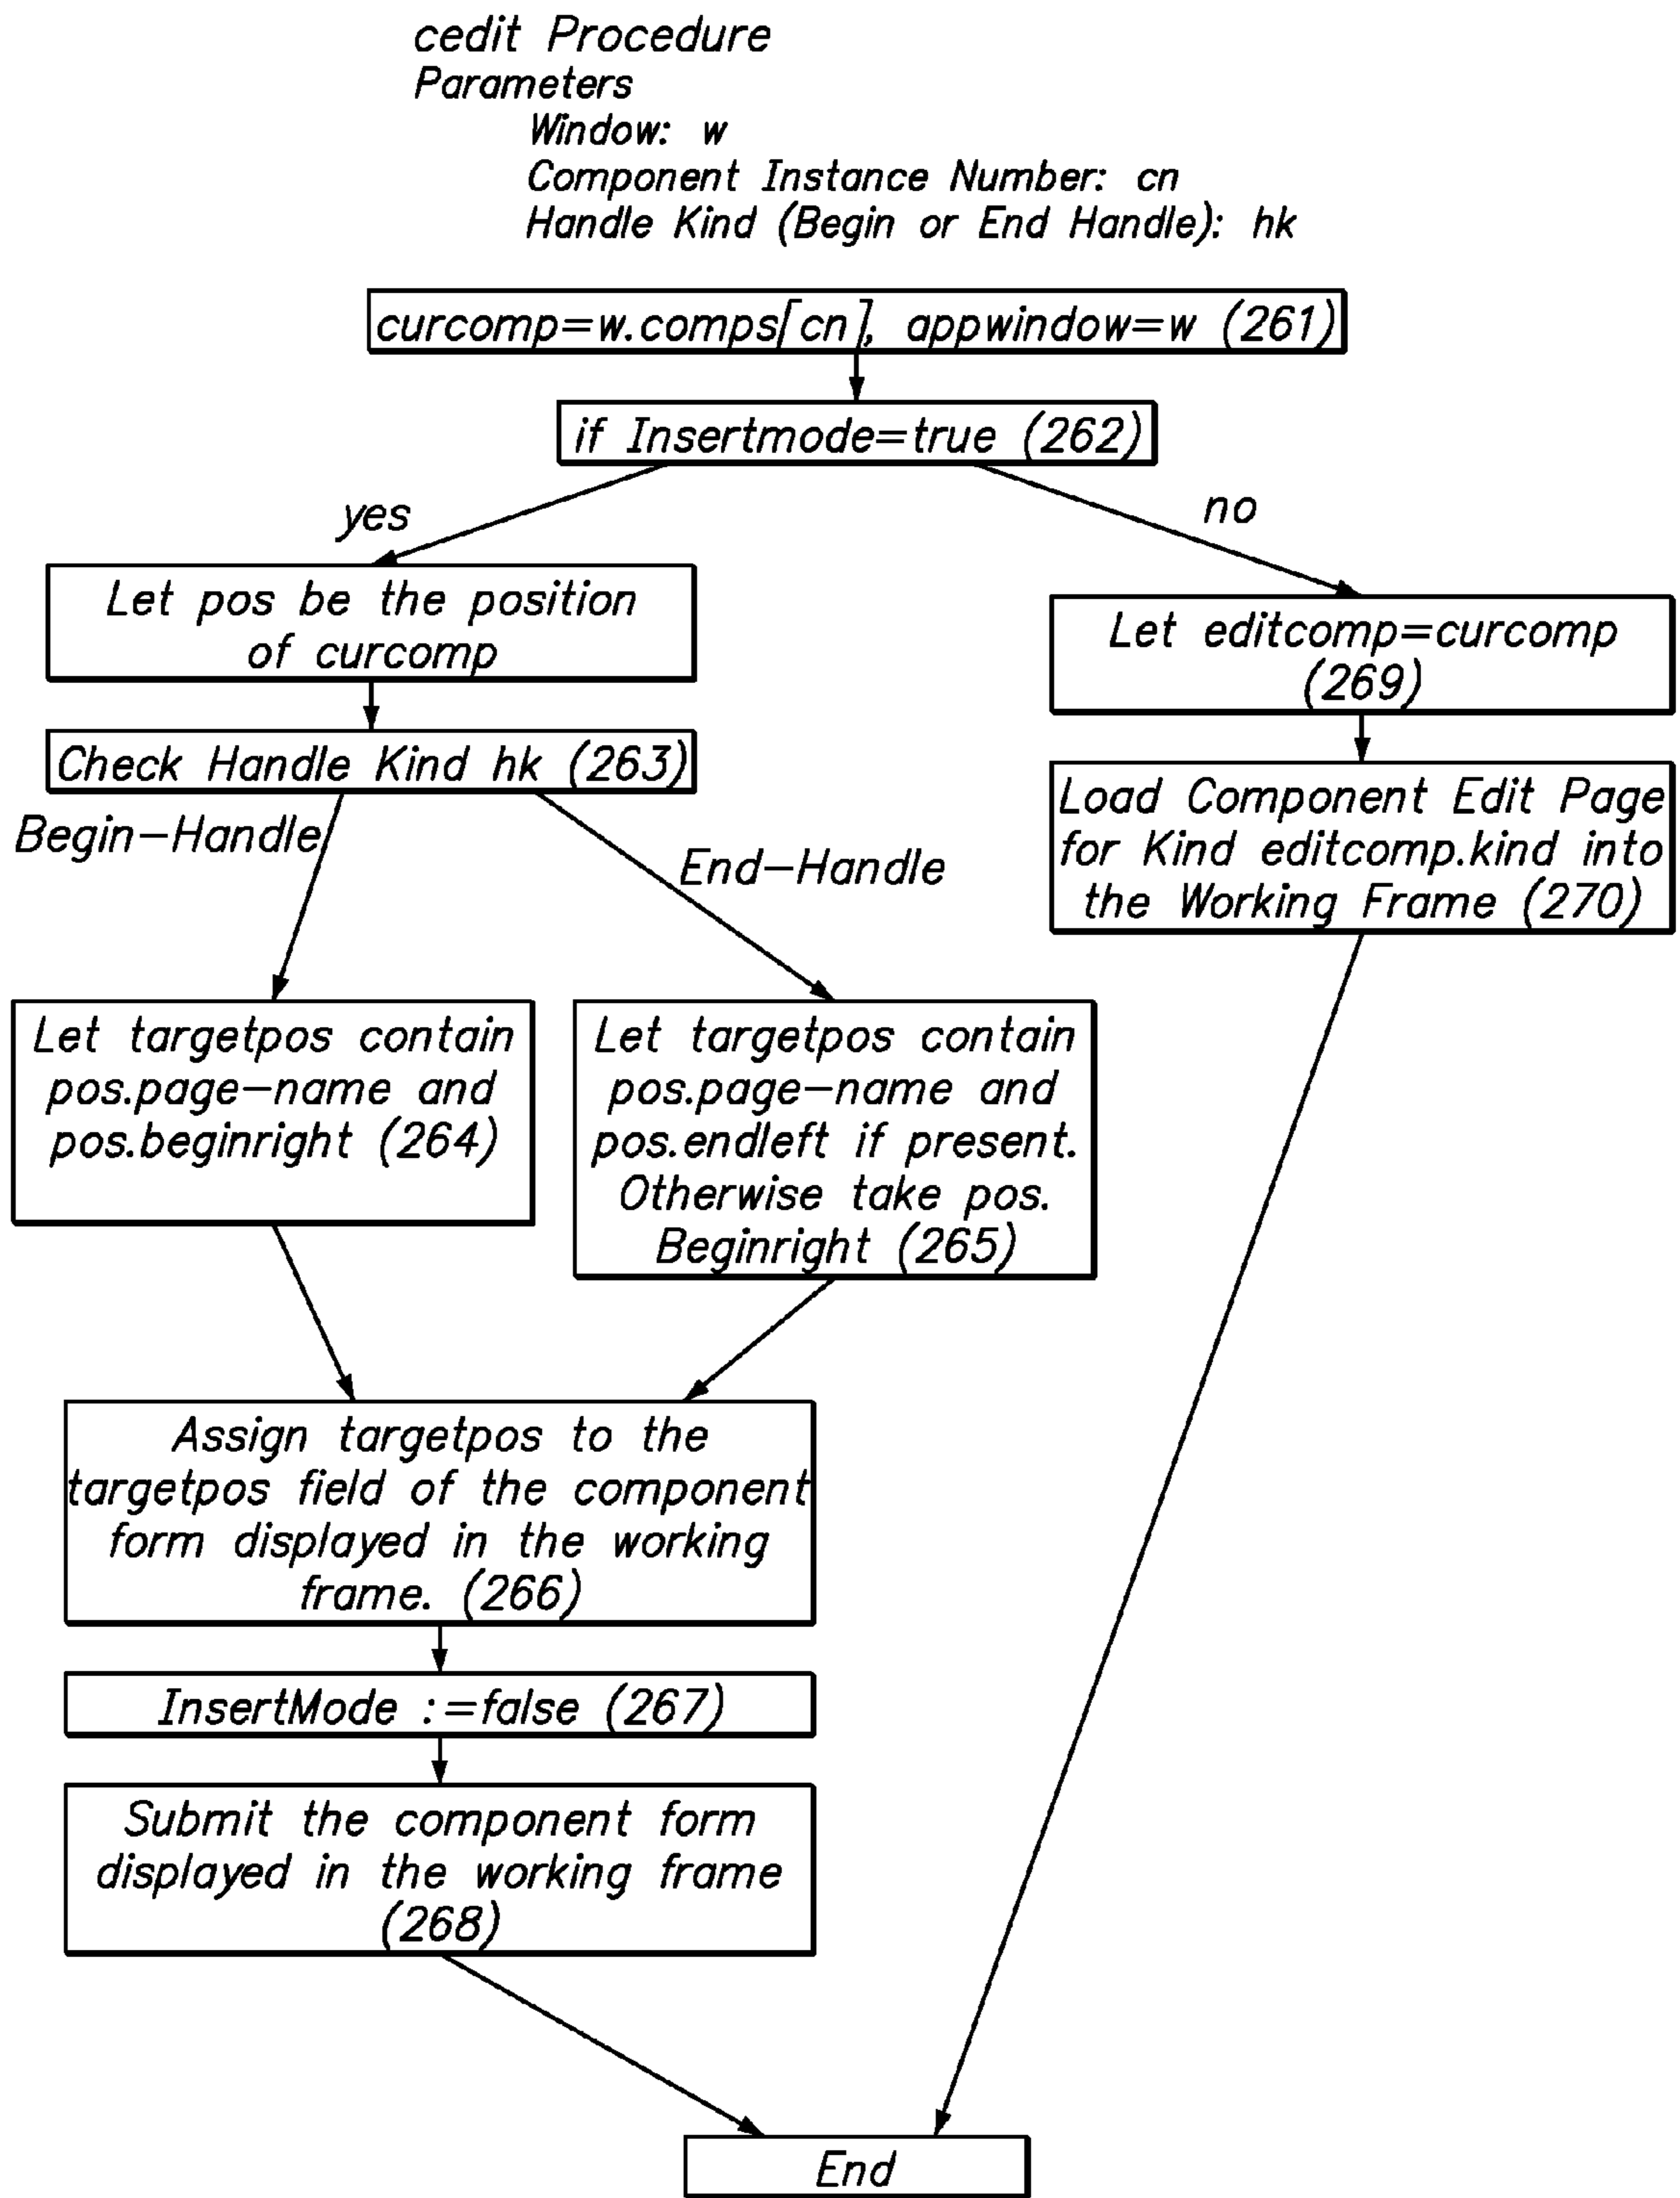 cedit Procedure
Parameters
Window: w
Component Instance Number: cn
Handle Kind (Begin or End Handle): hk
curcomp=w.comps[cn], appwindow=w (261)
if Insertmode=true (262)
yes
no
Let pos be the position
of curcomp
Let editcomp=curcomp
(269)
Check Handle Kind hk (263)
Load Component Edit Page
for Kind editcomp.kind into
the Working Frame (270)
Begin-Handle
End-Handle
Let targetpos contain
pos.page-name and
pos.beginright (264)
Let targetpos contain
pos.page-name and
pos.endleft if present.
Otherwise take pos.
Beginright (265)
Assign targetpos to the
targetpos field of the component
form displayed in the working
frame. (266)
InsertMode :=false (267)
Submit the component form
displayed in the working frame
(268)
End